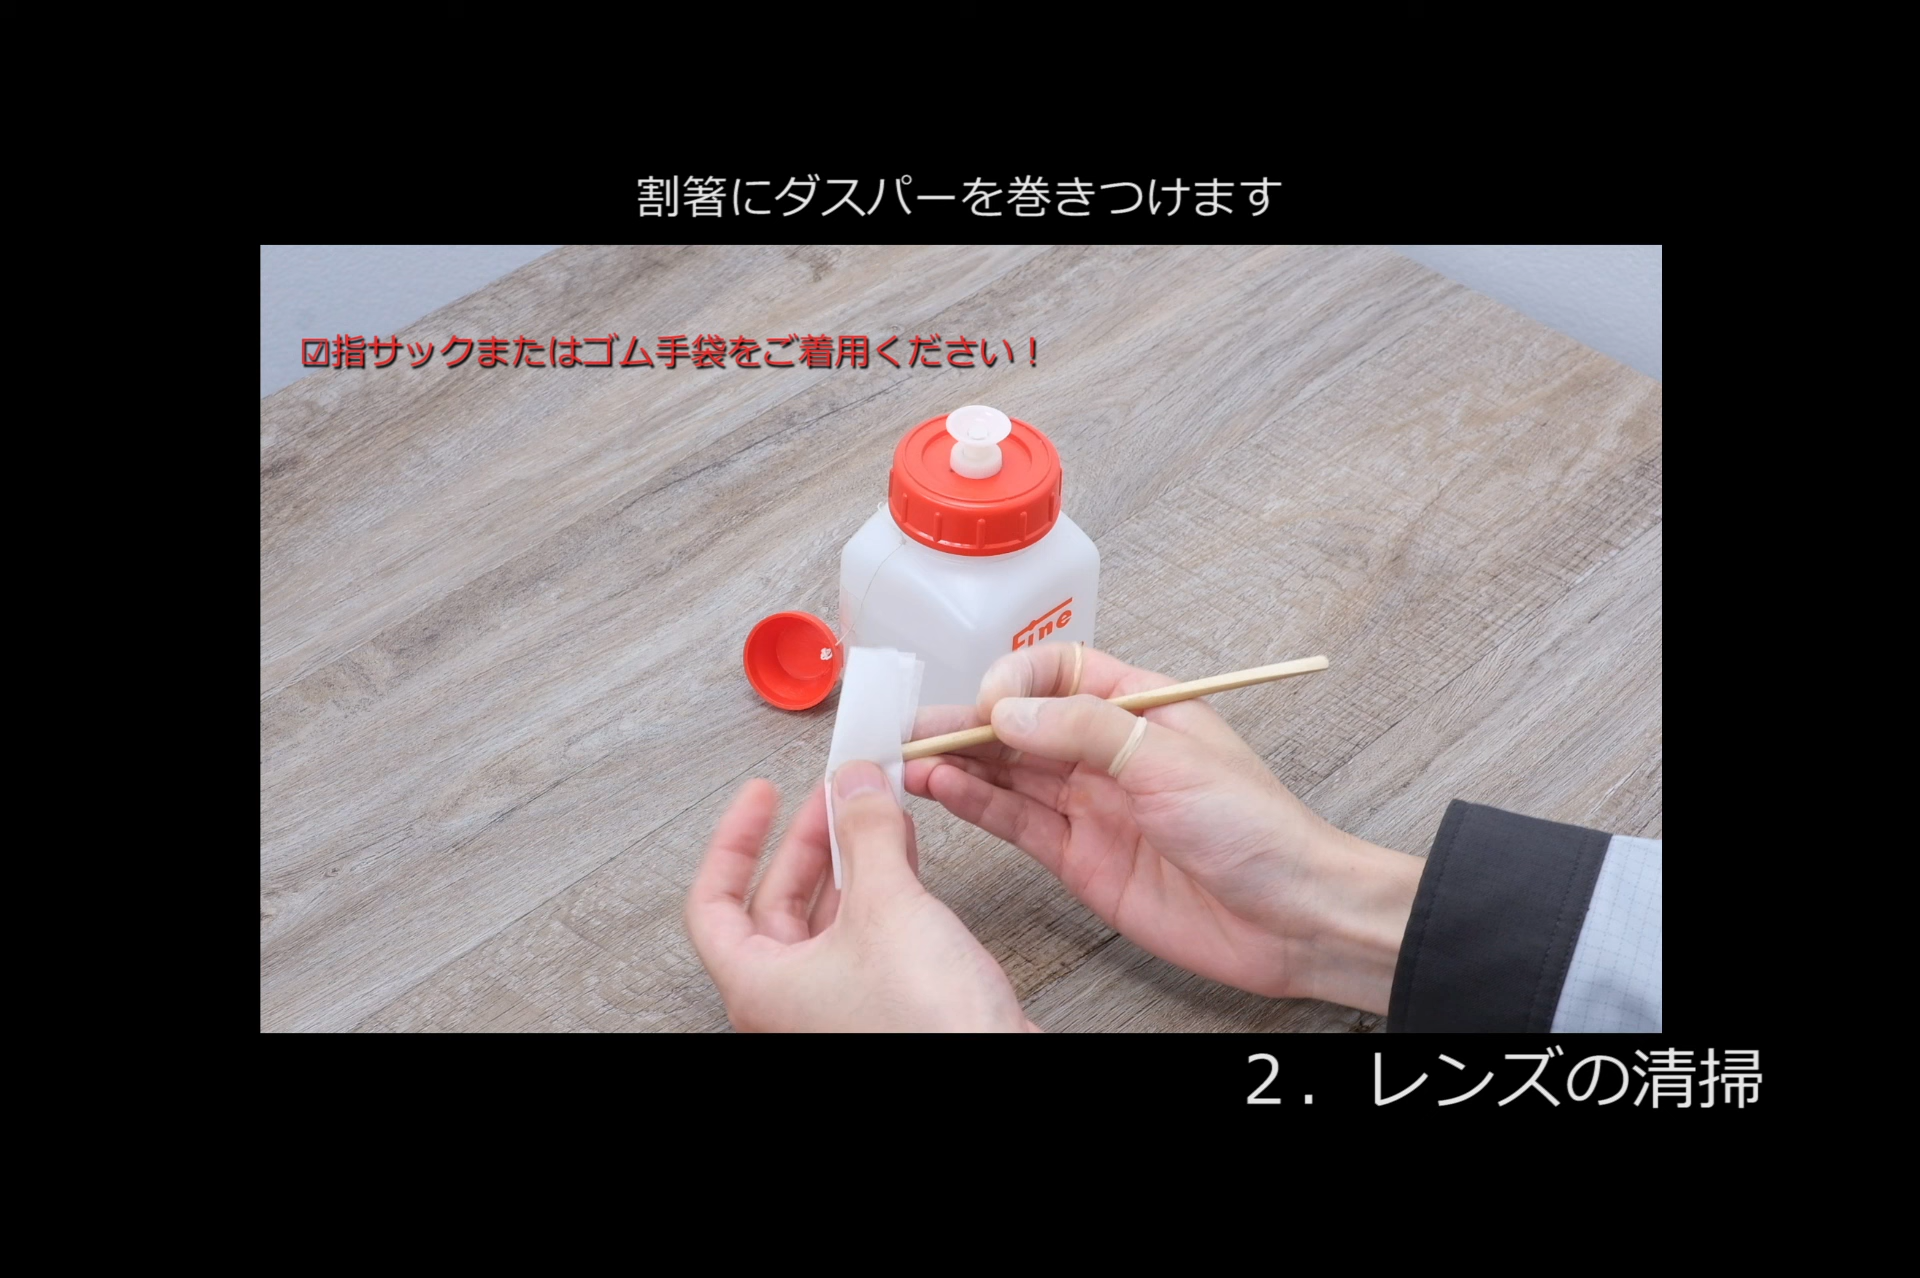 割箸にダスパーを巻きつけます
☑指サックまたはゴム手袋をご着用ください！
Fine
２．レンズの清掃